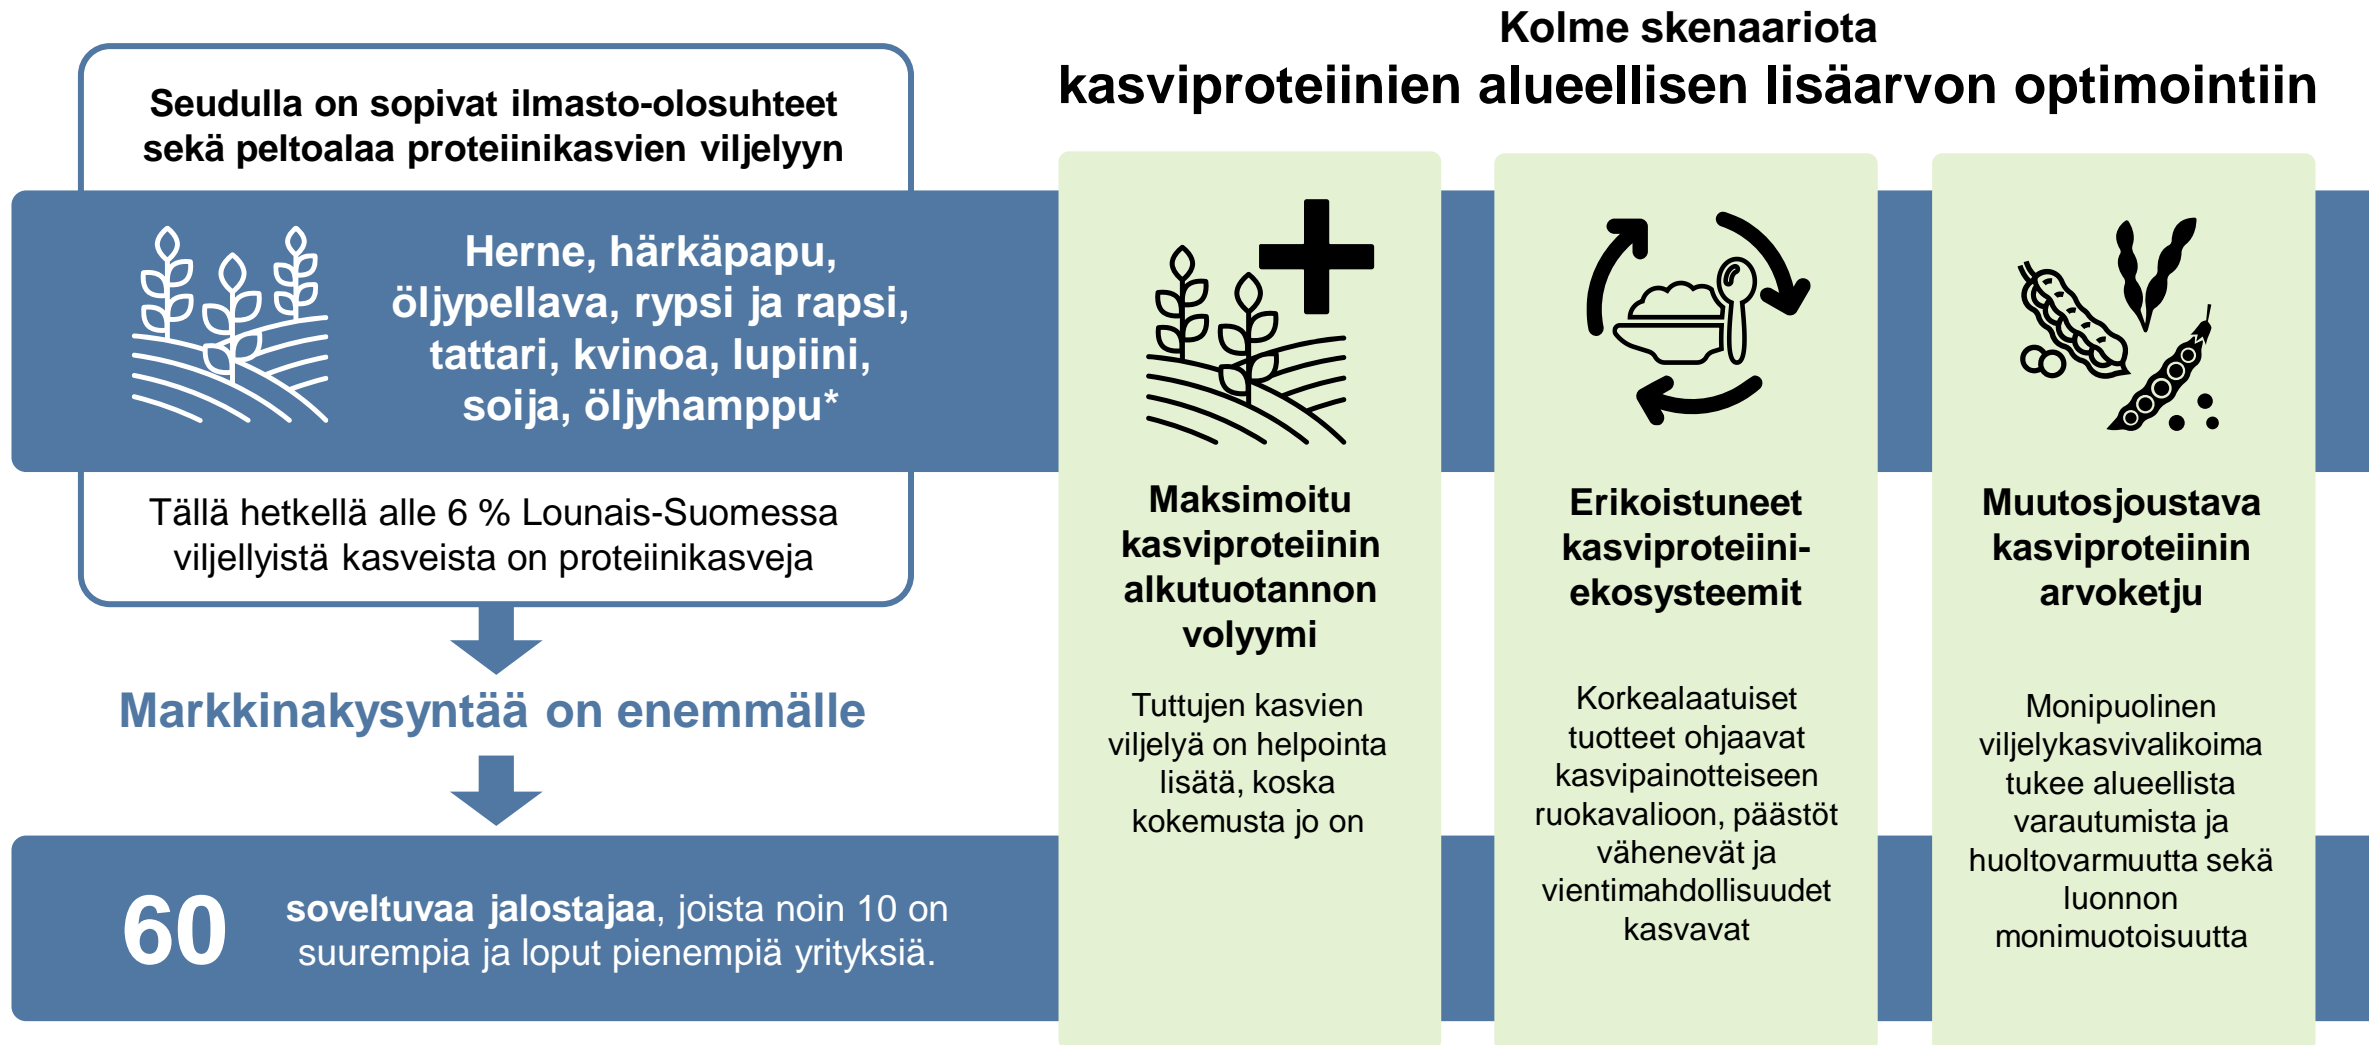 Seudulla on sopivat ilmasto-olosuhteet
sekä peltoalaa proteiinikasvien viljelyyn
Herne, härkäpapu,
öljypellava, rypsi ja rapsi,
tattari, kvinoa, lupiini,
soija, öljyhamppu*
Tällä hetkellä alle 6 % Lounais-Suomessa
viljellyistä kasveista on proteiinikasveja
Markkinakysyntää on enemmälle
60
soveltuvaa jalostajaa, joista noin 10 on
suurempia ja loput pienempiä yrityksiä.
Kolme skenaariota
kasviproteiinien alueellisen lisäarvon optimointiin
Maksimoitu
kasviproteiinin
alkutuotannon
volyymi
Tuttujen kasvien
viljelyä on helpointa
lisätä, koska
kokemusta jo on
Erikoistuneet
kasviproteiini-
ekosysteemit
Korkealaatuiset
tuotteet ohjaavat
kasvipainotteiseen
ruokavalioon, päästöt
vähenevät ja
vientimahdollisuudet
kasvavat
Muutosjoustava
kasviproteiinin
arvoketju
Monipuolinen
viljelykasvivalikoima
tukee alueellista
varautumista ja
huoltovarmuutta sekä
luonnon
monimuotoisuutta